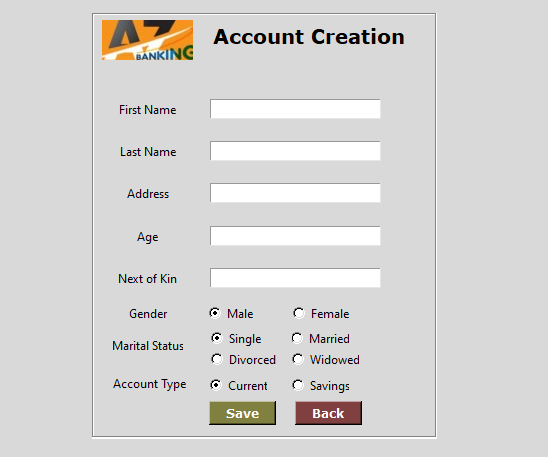 AZ
BANKING
Account Creation
First Name
Last Name
Address
Age
Next of Kin
Gender Male Female
Marital Status Single Married
Divorced Widowed
Account Type Current Savings
Save Back